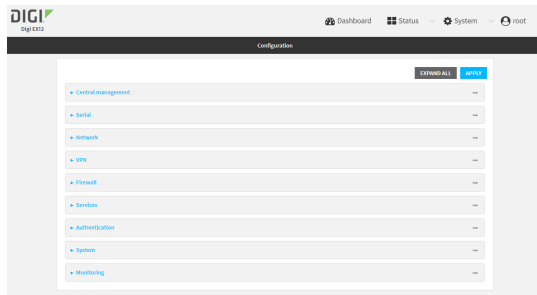 DIGI
Digi EX12
Dashboard Status System root
Configuration
EXPAND ALL APPLY
Central management
Serial
Network
VPN
Firewall
Services
Authentication
System
Monitoring